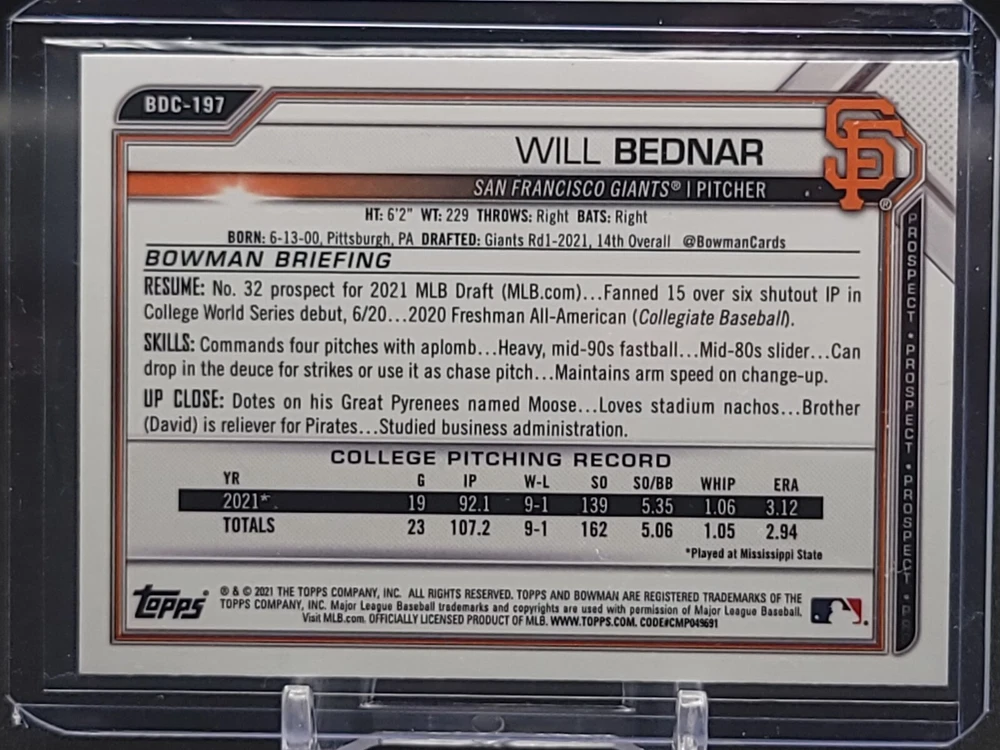 BDC-197
WILL BEDNAR
SF
SAN FRANCISCO GIANTS® | PITCHER
®
HT: 6'2" WT: 229 THROWS: Right BATS: Right
BORN: 6-13-00, Pittsburgh, PA DRAFTED: Giants Rd1-2021, 14th Overall @BowmanCards
BOWMAN BRIEFING
RESUME: No. 32 prospect for 2021 MLB Draft (MLB.com)...Fanned 15 over six shutout IP in
College World Series debut, 6/20...2020 Freshman All-American (Collegiate Baseball).
SKILLS: Commands four pitches with aplomb...Heavy, mid-90s fastball...Mid-80s slider...Can
drop in the deuce for strikes or use it as chase pitch...Maintains arm speed on change-up.
UP CLOSE: Dotes on his Great Pyrenees named Moose...Loves stadium nachos...Brother
(David) is reliever for Pirates...Studied business administration.
COLLEGE PITCHING RECORD
YR G IP W-L SO SO/BB WHIP ERA
2021* 19 92.1 9-1 139 5.35 1.06 3.12
TOTALS 23 107.2 9-1 162 5.06 1.05 2.94
*Played at Mississippi State
PROSPECT • PROSPECT • PROSPECT • PR
topps
® & © 2021 THE TOPPS COMPANY, INC. ALL RIGHTS RESERVED. TOPPS AND BOWMAN ARE REGISTERED TRADEMARKS OF THE
TOPPS COMPANY, INC. Major League Baseball trademarks and copyrights are used with permission of Major League Baseball.
Visit MLB.com. OFFICIALLY LICENSED PRODUCT OF MLB. WWW.TOPPS.COM. CODE#CMP049691